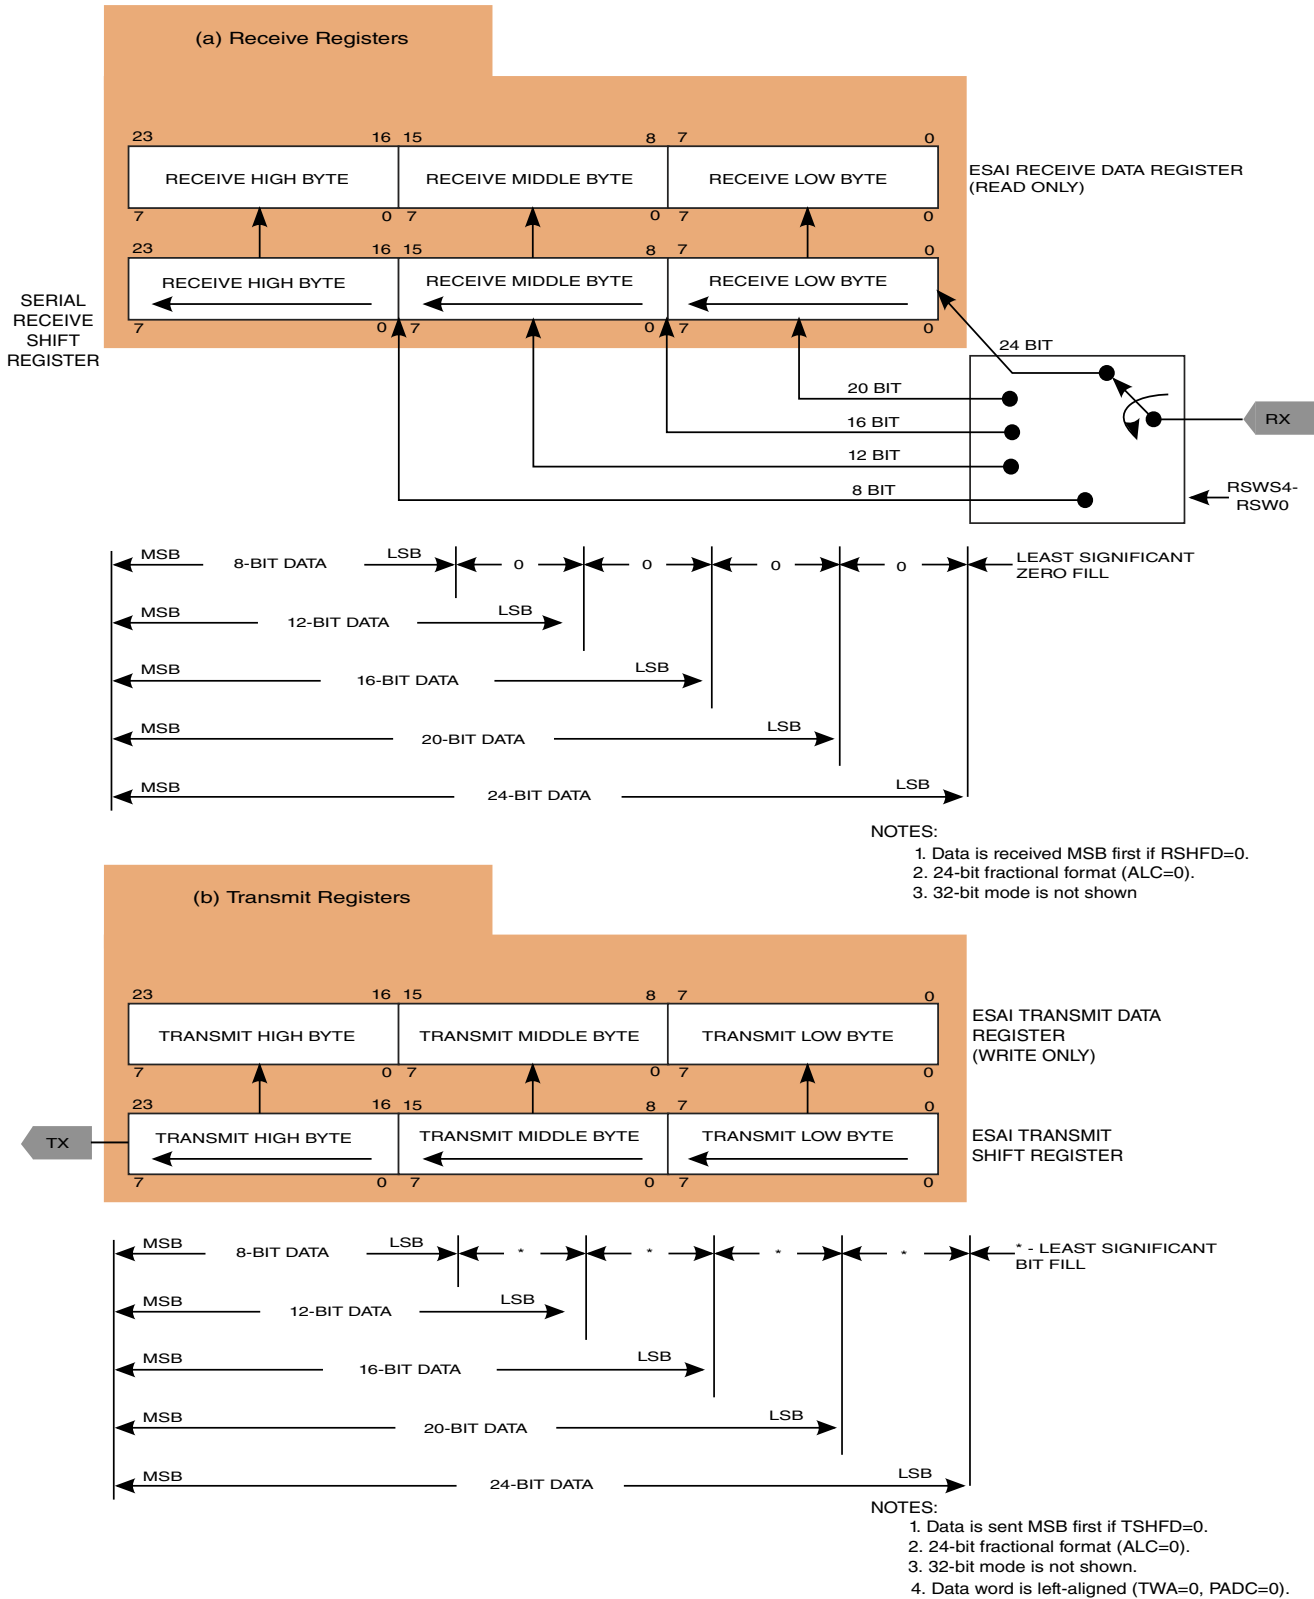 (a) Receive Registers
23 16 15 8 7 0
RECEIVE HIGH BYTE RECEIVE MIDDLE BYTE RECEIVE LOW BYTE
ESAI RECEIVE DATA REGISTER
(READ ONLY)
7 0 7 0 7 0
23 16 15 8 7 0
RECEIVE HIGH BYTE RECEIVE MIDDLE BYTE RECEIVE LOW BYTE
7 0 7 0 7 0
SERIAL
RECEIVE
SHIFT
REGISTER
24 BIT
20 BIT
16 BIT
12 BIT
8 BIT
RX
RSWS4-
RSW0
MSB 8-BIT DATA LSB 0 0 0 0
LEAST SIGNIFICANT
ZERO FILL
MSB 12-BIT DATA LSB
MSB 16-BIT DATA LSB
MSB 20-BIT DATA LSB
MSB 24-BIT DATA LSB
NOTES:
1. Data is received MSB first if RSHFD=0.
2. 24-bit fractional format (ALC=0).
3. 32-bit mode is not shown
(b) Transmit Registers
23 16 15 8 7 0
TRANSMIT HIGH BYTE TRANSMIT MIDDLE BYTE TRANSMIT LOW BYTE
ESAI TRANSMIT DATA
REGISTER
(WRITE ONLY)
7 0 7 0 7 0
23 16 15 8 7 0
TX
TRANSMIT HIGH BYTE TRANSMIT MIDDLE BYTE TRANSMIT LOW BYTE
ESAI TRANSMIT
SHIFT REGISTER
7 0 7 0 7 0
MSB 8-BIT DATA LSB * * * *
* - LEAST SIGNIFICANT
BIT FILL
MSB 12-BIT DATA LSB
MSB 16-BIT DATA LSB
MSB 20-BIT DATA LSB
MSB 24-BIT DATA LSB
NOTES:
1. Data is sent MSB first if TSHFD=0.
2. 24-bit fractional format (ALC=0).
3. 32-bit mode is not shown.
4. Data word is left-aligned (TWA=0, PADC=0).